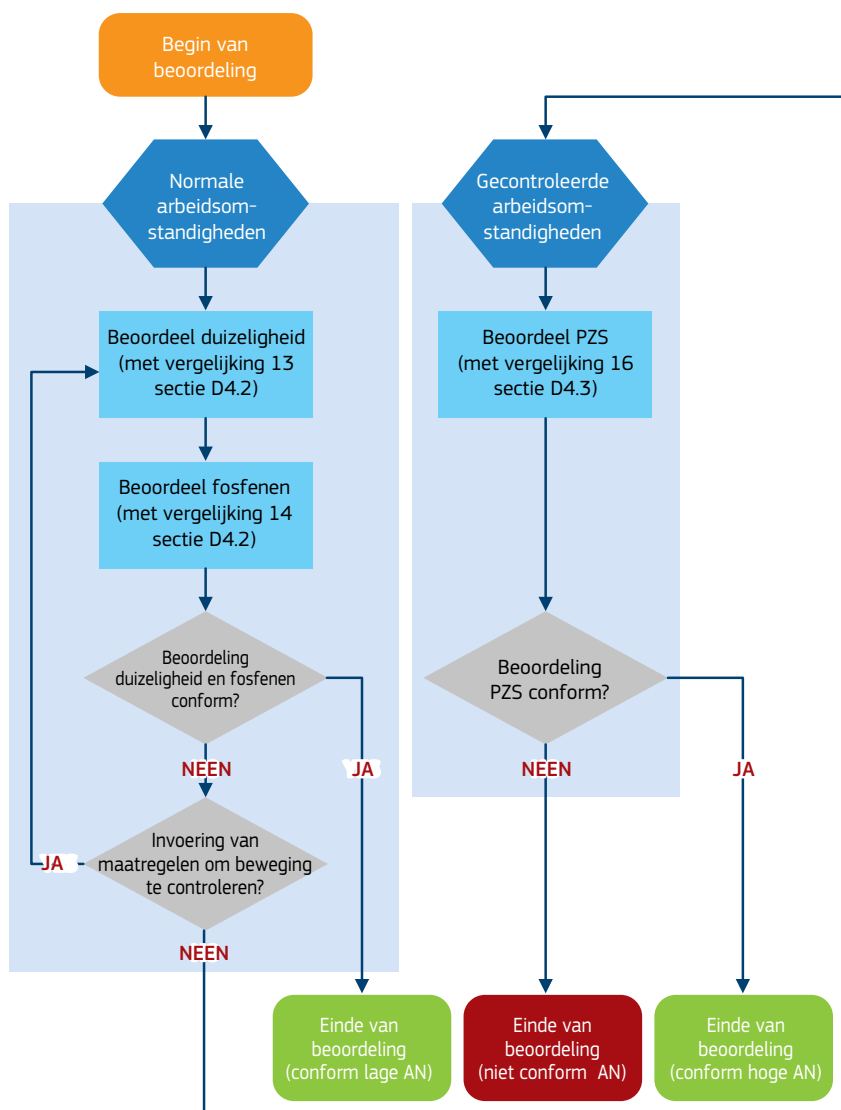 Begin van
beoordeling
Normale
arbeidsom-
standigheden
Beoordeel duizeligheid
(met vergelijking 13
sectie D4.2)
Beoordeel fosfenen
(met vergelijking 14
sectie D4.2)
Beoordeling
duizeligheid en fosfenen
conform?
NEEN
JA
Invoering van
maatregelen om beweging
te controleren?
JA
NEEN
Einde van
beoordeling
(conform lage AN)
Gecontroleerde
arbeidsom-
standigheden
Beoordeel PZS
(met vergelijking 16
sectie D4.3)
Beoordeling
PZS conform?
NEEN
JA
Einde van
beoordeling
(niet conform AN)
Einde van
beoordeling
(conform hoge AN)